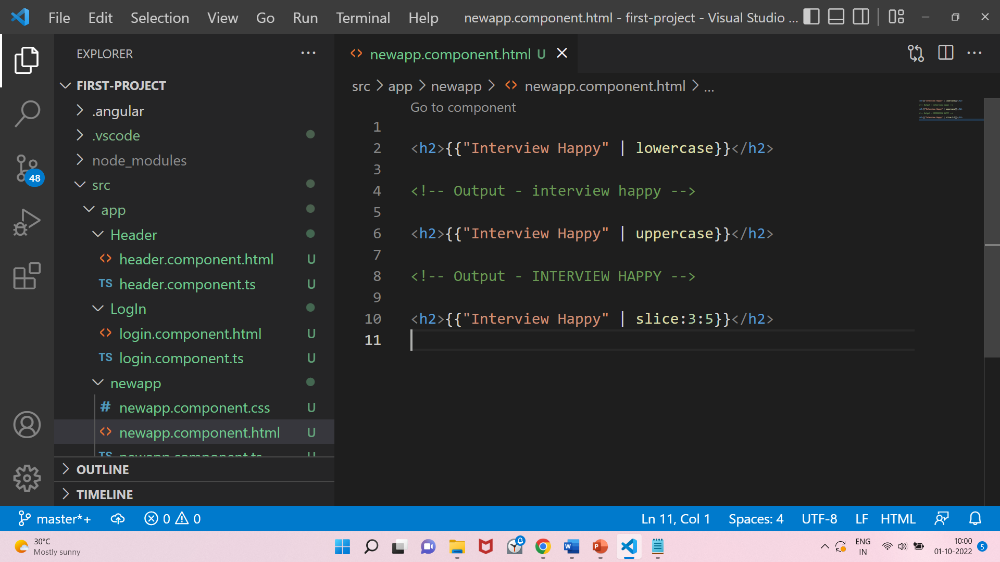 File Edit Selection View Go Run Terminal Help newapp.component.html - first-project - Visual Studio ...
EXPLORER
FIRST-PROJECT
.angular
.vscode
node_modules
src
app
Header
header.component.html U
TS header.component.ts U
LogIn
login.component.html U
TS login.component.ts U
newapp
# newapp.component.css U
newapp.component.html U
TS newapp.component.ts U
OUTLINE
TIMELINE
48
newapp.component.html U
src > app > newapp > newapp.component.html > ...
Go to component
1
2 <h2>{{"Interview Happy" | lowercase}}</h2>
3
4 <!-- Output - interview happy -->
5
6 <h2>{{"Interview Happy" | uppercase}}</h2>
7
8 <!-- Output - INTERVIEW HAPPY -->
9
10 <h2>{{"Interview Happy" | slice:3:5}}</h2>
11
master*+ 0 0 Ln 11, Col 1 Spaces: 4 UTF-8 LF HTML
30°C
Mostly sunny
W P
ENG
IN
10:00
01-10-2022
5